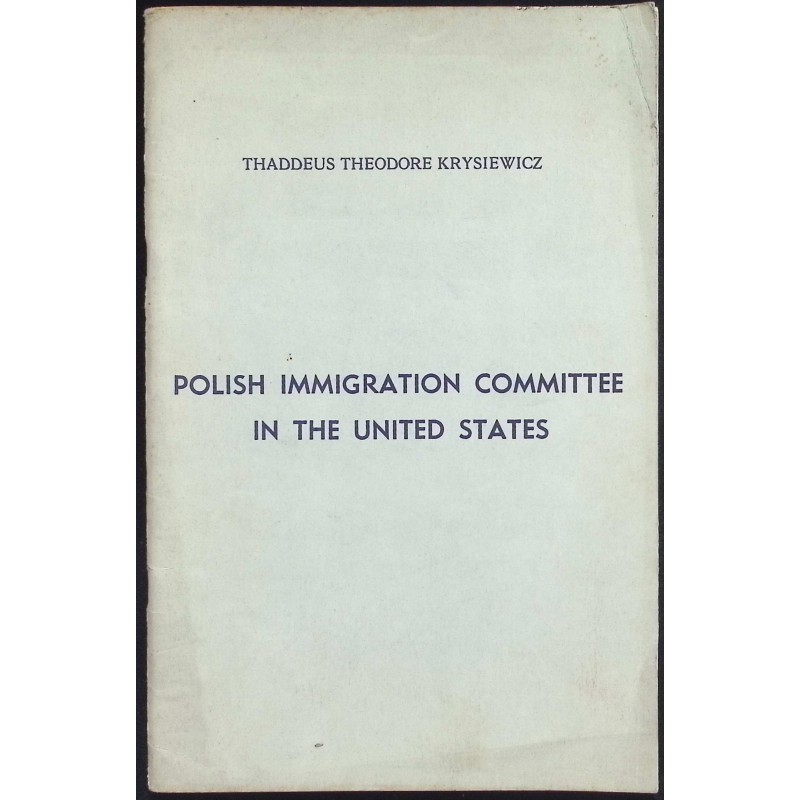 THADDEUS THEODORE KRYSIEWICZ
POLISH IMMIGRATION COMMITTEE
IN THE UNITED STATES